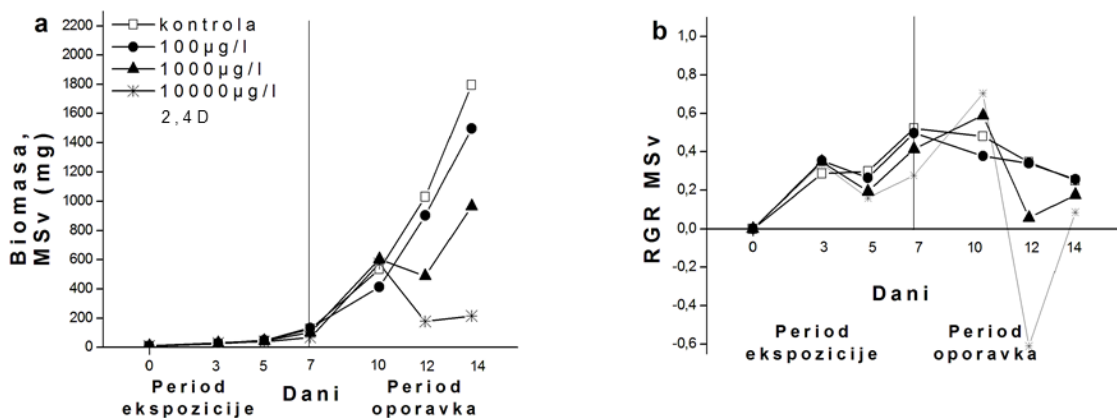 a
kontrola
100µg/l
1000µg/l
10000µg/l
2,4D
Biomasa,
MSv (mg)
2200
2000
1800
1600
1400
1200
1000
800
600
400
200
0
0 3 5 7 10 12 14
Period
ekspozicije
Dani
Period
oporavka
b
RGR MSv
1,0
0,8
0,6
0,4
0,2
0,0
-0,2
-0,4
-0,6
0 3 5 7 10 12 14
Dani
Period
ekspozicije
Period
oporavka